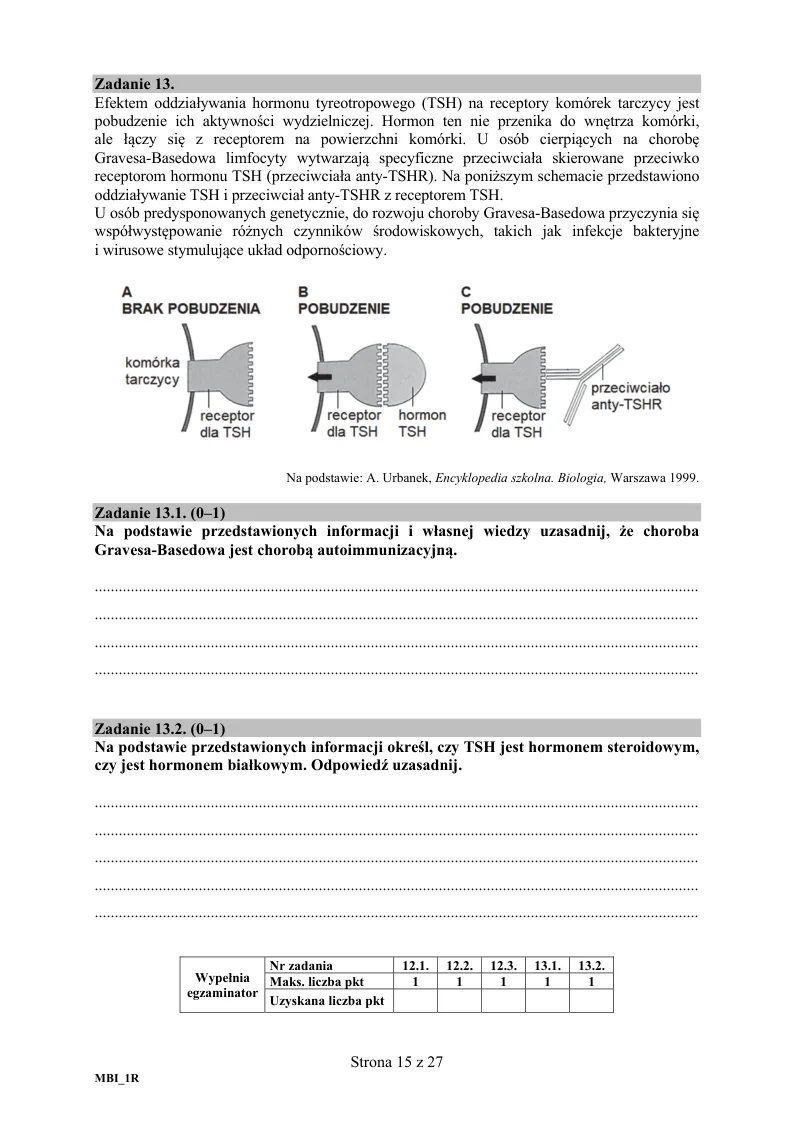 Zadanie 13.
Efektem oddziaływania hormonu tyreotropowego (TSH) na receptory komórek tarczycy jest
pobudzenie ich aktywności wydzielniczej. Hormon ten nie przenika do wnętrza komórki,
ale łączy się z receptorem na powierzchni komórki. U osób cierpiących na chorobę
Gravesa-Basedowa limfocyty wytwarzają specyficzne przeciwciała skierowane przeciwko
receptorom hormonu TSH (przeciwciała anty-TSHR). Na poniższym schemacie przedstawiono
oddziaływanie TSH i przeciwciał anty-TSHR z receptorem TSH.
U osób predysponowanych genetycznie, do rozwoju choroby Gravesa-Basedowa przyczynia się
współwystępowanie różnych czynników środowiskowych, takich jak infekcje bakteryjne
i wirusowe stymulujące układ odpornościowy.
A
BRAK POBUDZENIA
komórka
tarczycy
receptor
dla TSH
B
POBUDZENIE
receptor
dla TSH
hormon
TSH
C
POBUDZENIE
receptor
dla TSH
przeciwciało
anty-TSHR
Na podstawie: A. Urbanek, Encyklopedia szkolna. Biologia, Warszawa 1999.
Zadanie 13.1. (0–1)
Na podstawie przedstawionych informacji i własnej wiedzy uzasadnij, że choroba
Gravesa-Basedowa jest chorobą autoimmunizacyjną.
Zadanie 13.2. (0–1)
Na podstawie przedstawionych informacji określ, czy TSH jest hormonem steroidowym,
czy jest hormonem białkowym. Odpowiedź uzasadnij.
Wypełnia
egzaminator
Nr zadania 12.1. 12.2. 12.3. 13.1. 13.2.
Maks. liczba pkt 1 1 1 1 1
Uzyskana liczba pkt
Strona 15 z 27
MBI_1R